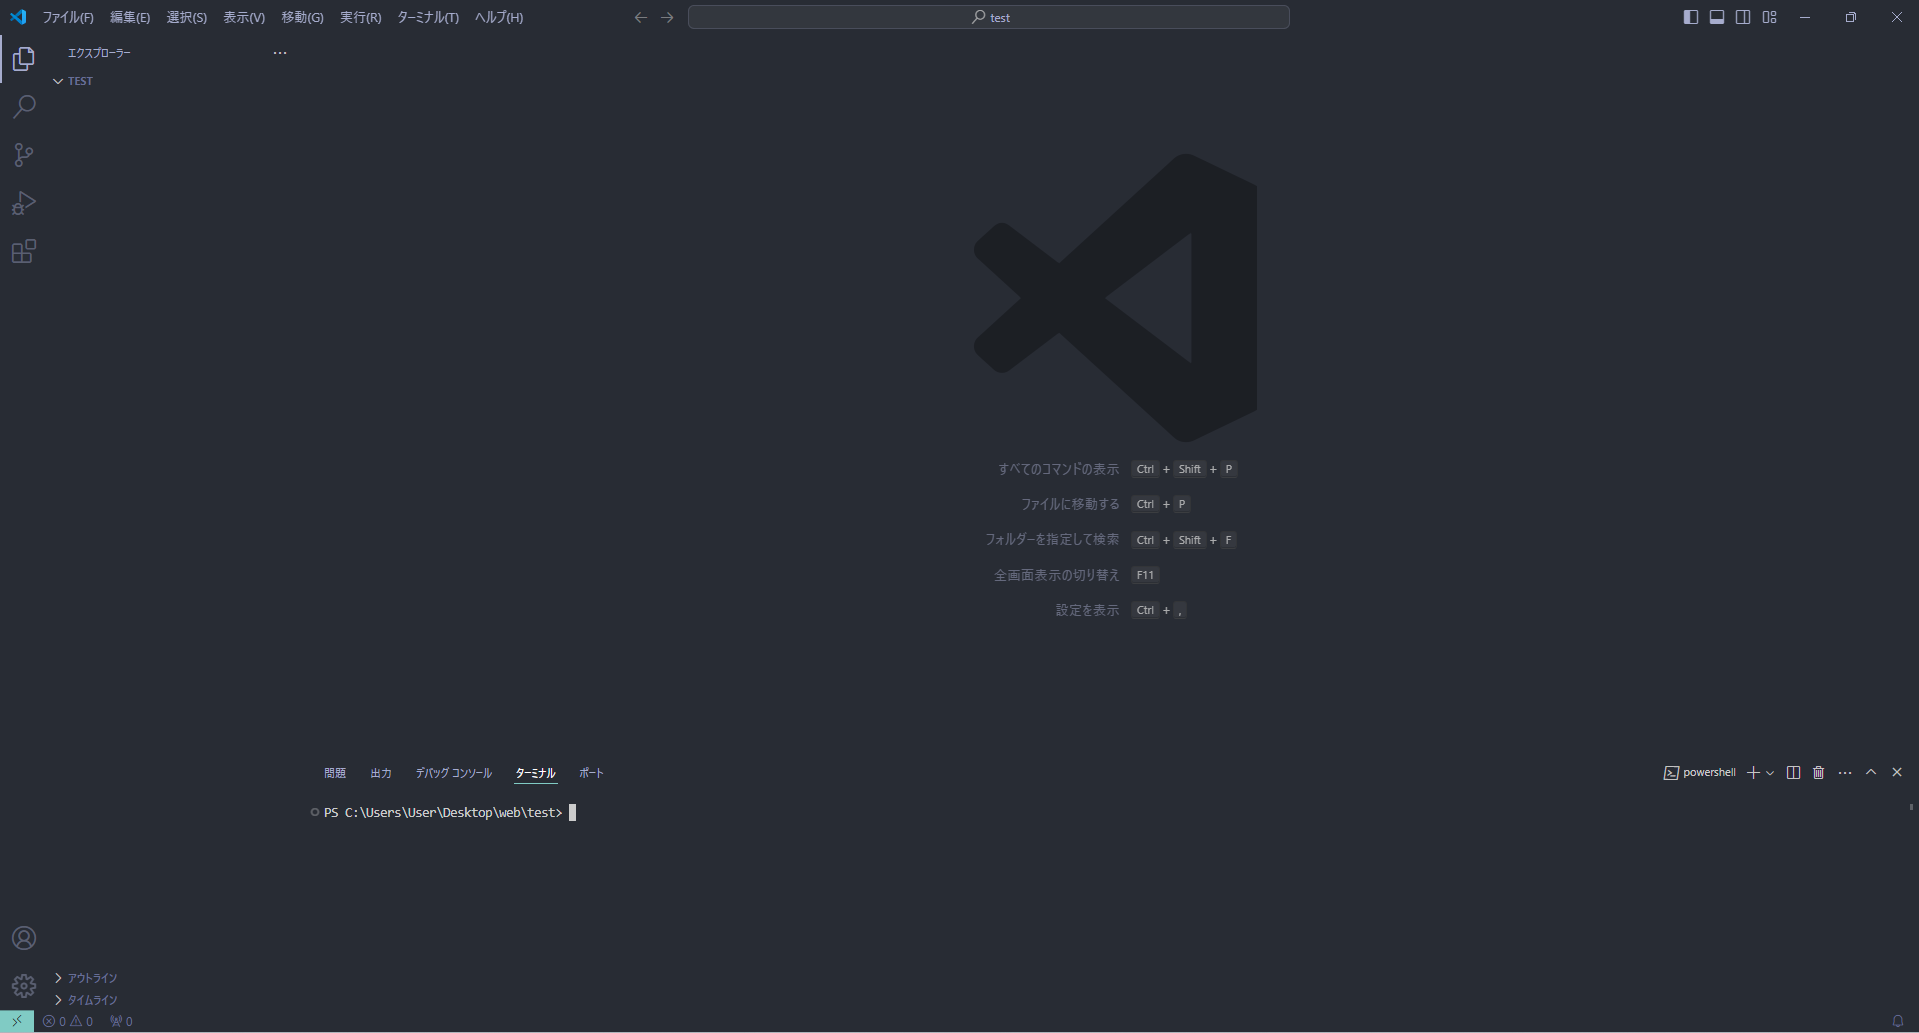 ファイル(F) 編集(E) 選択(S) 表示(V) 移動(G) 実行(R) ターミナル(T) ヘルプ(H) test
エクスプローラー
TEST
すべてのコマンドの表示 Ctrl + Shift + P
ファイルに移動する Ctrl + P
フォルダーを指定して検索 Ctrl + Shift + F
全画面表示の切り替え F11
設定を表示 Ctrl + ,
問題 出力 デバッグ コンソール ターミナル ポート powershell
PS C:\Users\User\Desktop\web\test>
アウトライン
タイムライン
0 0 0